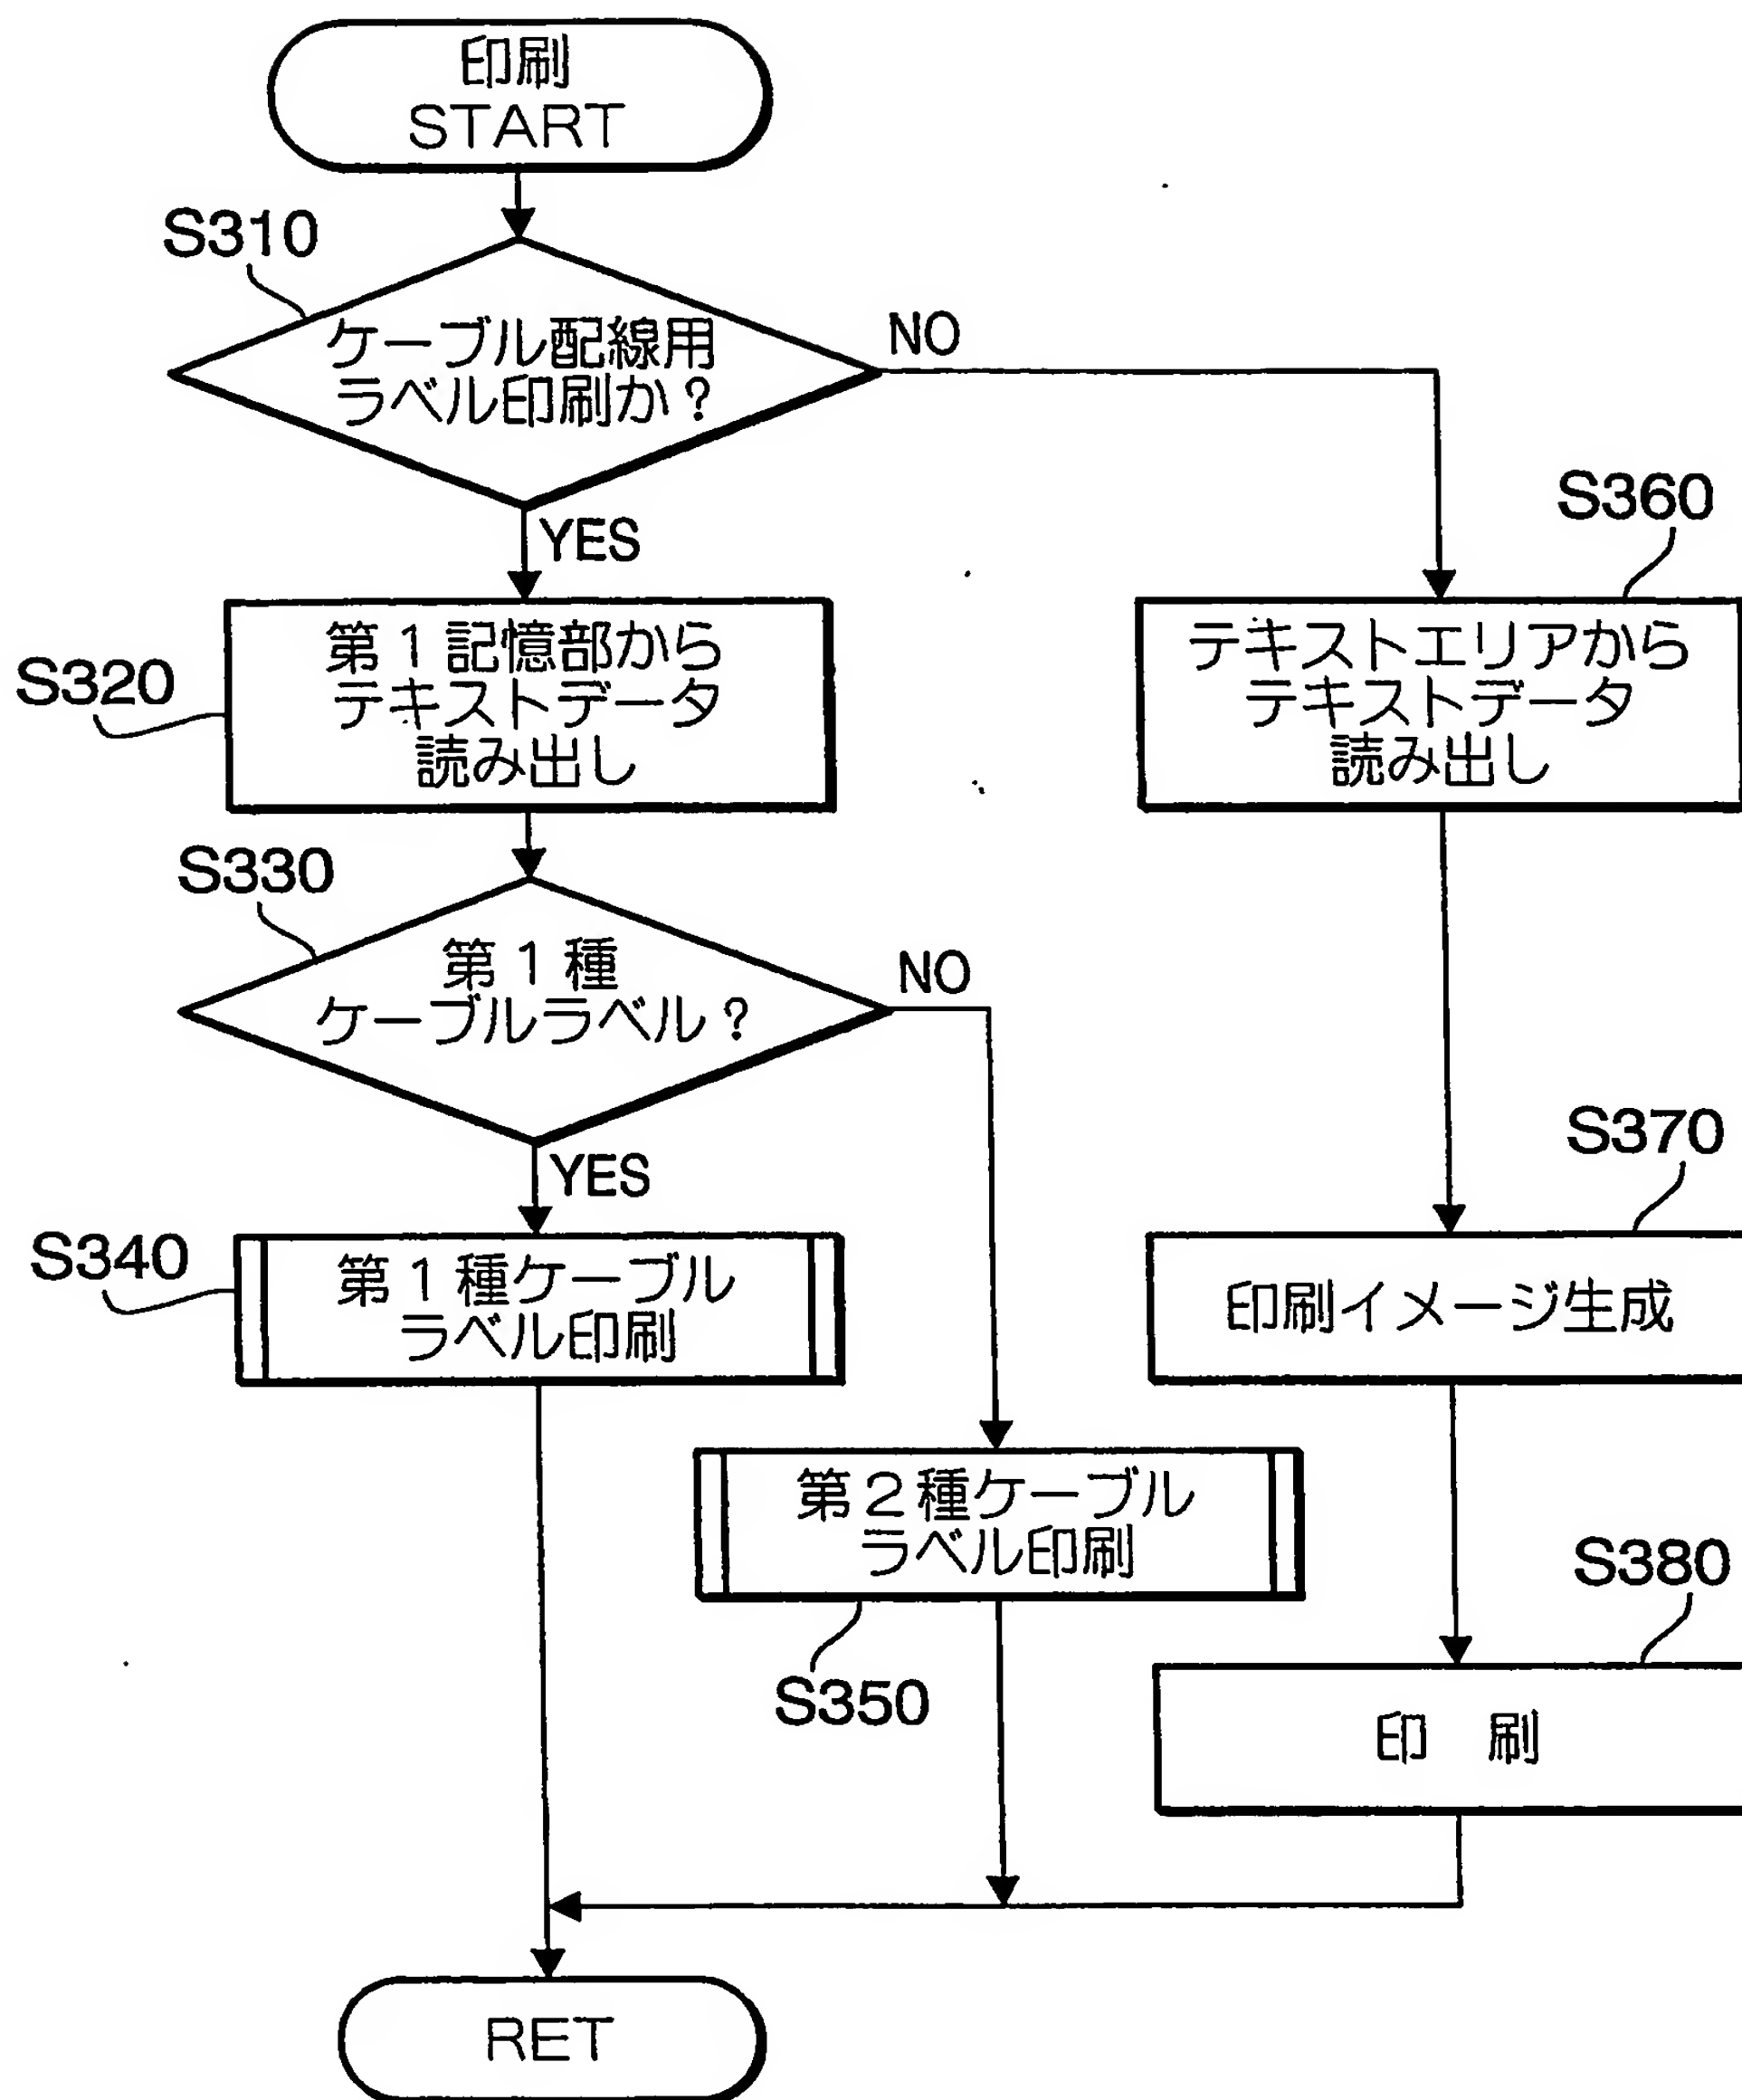 印刷
START
S310
ケーブル配線用
ラベル印刷か？
NO
YES
S320
第１記憶部から
テキストデータ
読み出し
S360
テキストエリアから
テキストデータ
読み出し
S330
第１種
ケーブルラベル？
NO
YES
S340
第１種ケーブル
ラベル印刷
S370
印刷イメージ生成
第２種ケーブル
ラベル印刷
S350
S380
印　刷
RET